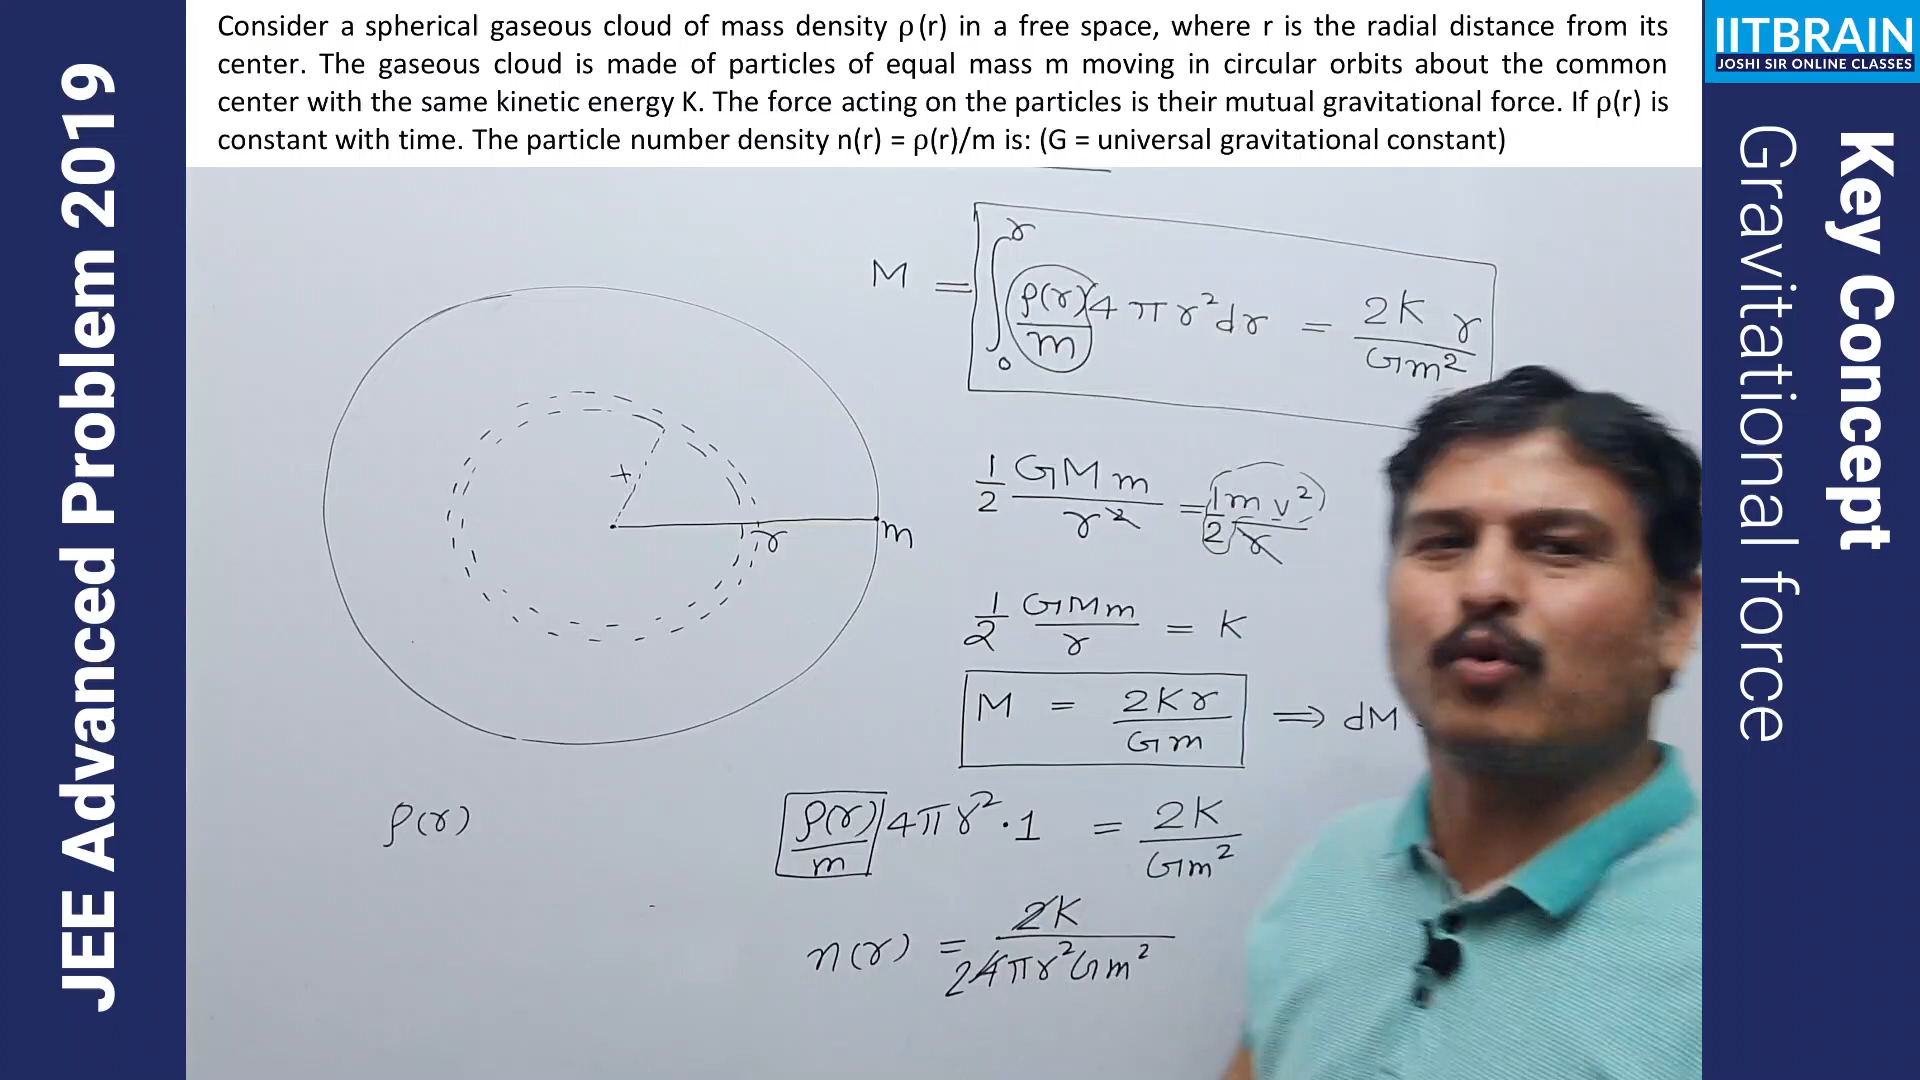 JEE Advanced Problem 2019
Consider a spherical gaseous cloud of mass density ρ(r) in a free space, where r is the radial distance from its
center. The gaseous cloud is made of particles of equal mass m moving in circular orbits about the common
center with the same kinetic energy K. The force acting on the particles is their mutual gravitational force. If ρ(r) is
constant with time. The particle number density n(r) = ρ(r)/m is: (G = universal gravitational constant)
IITBRAIN
JOSHI SIR ONLINE CLASSES
Key Concept
Gravitational force
M = ∫₀^r (ρ(r)/m) 4πr²dr = 2K r / Gm²
1/2 GMm/r² = 1/2 mv²/r
1/2 GMm/r = K
M = 2Kr/Gm ⇒ dM
ρ(r)/m 4πr²·1 = 2K/Gm²
n(r) = 2K / 2 4πr²Gm²
r
m
ρ(r)